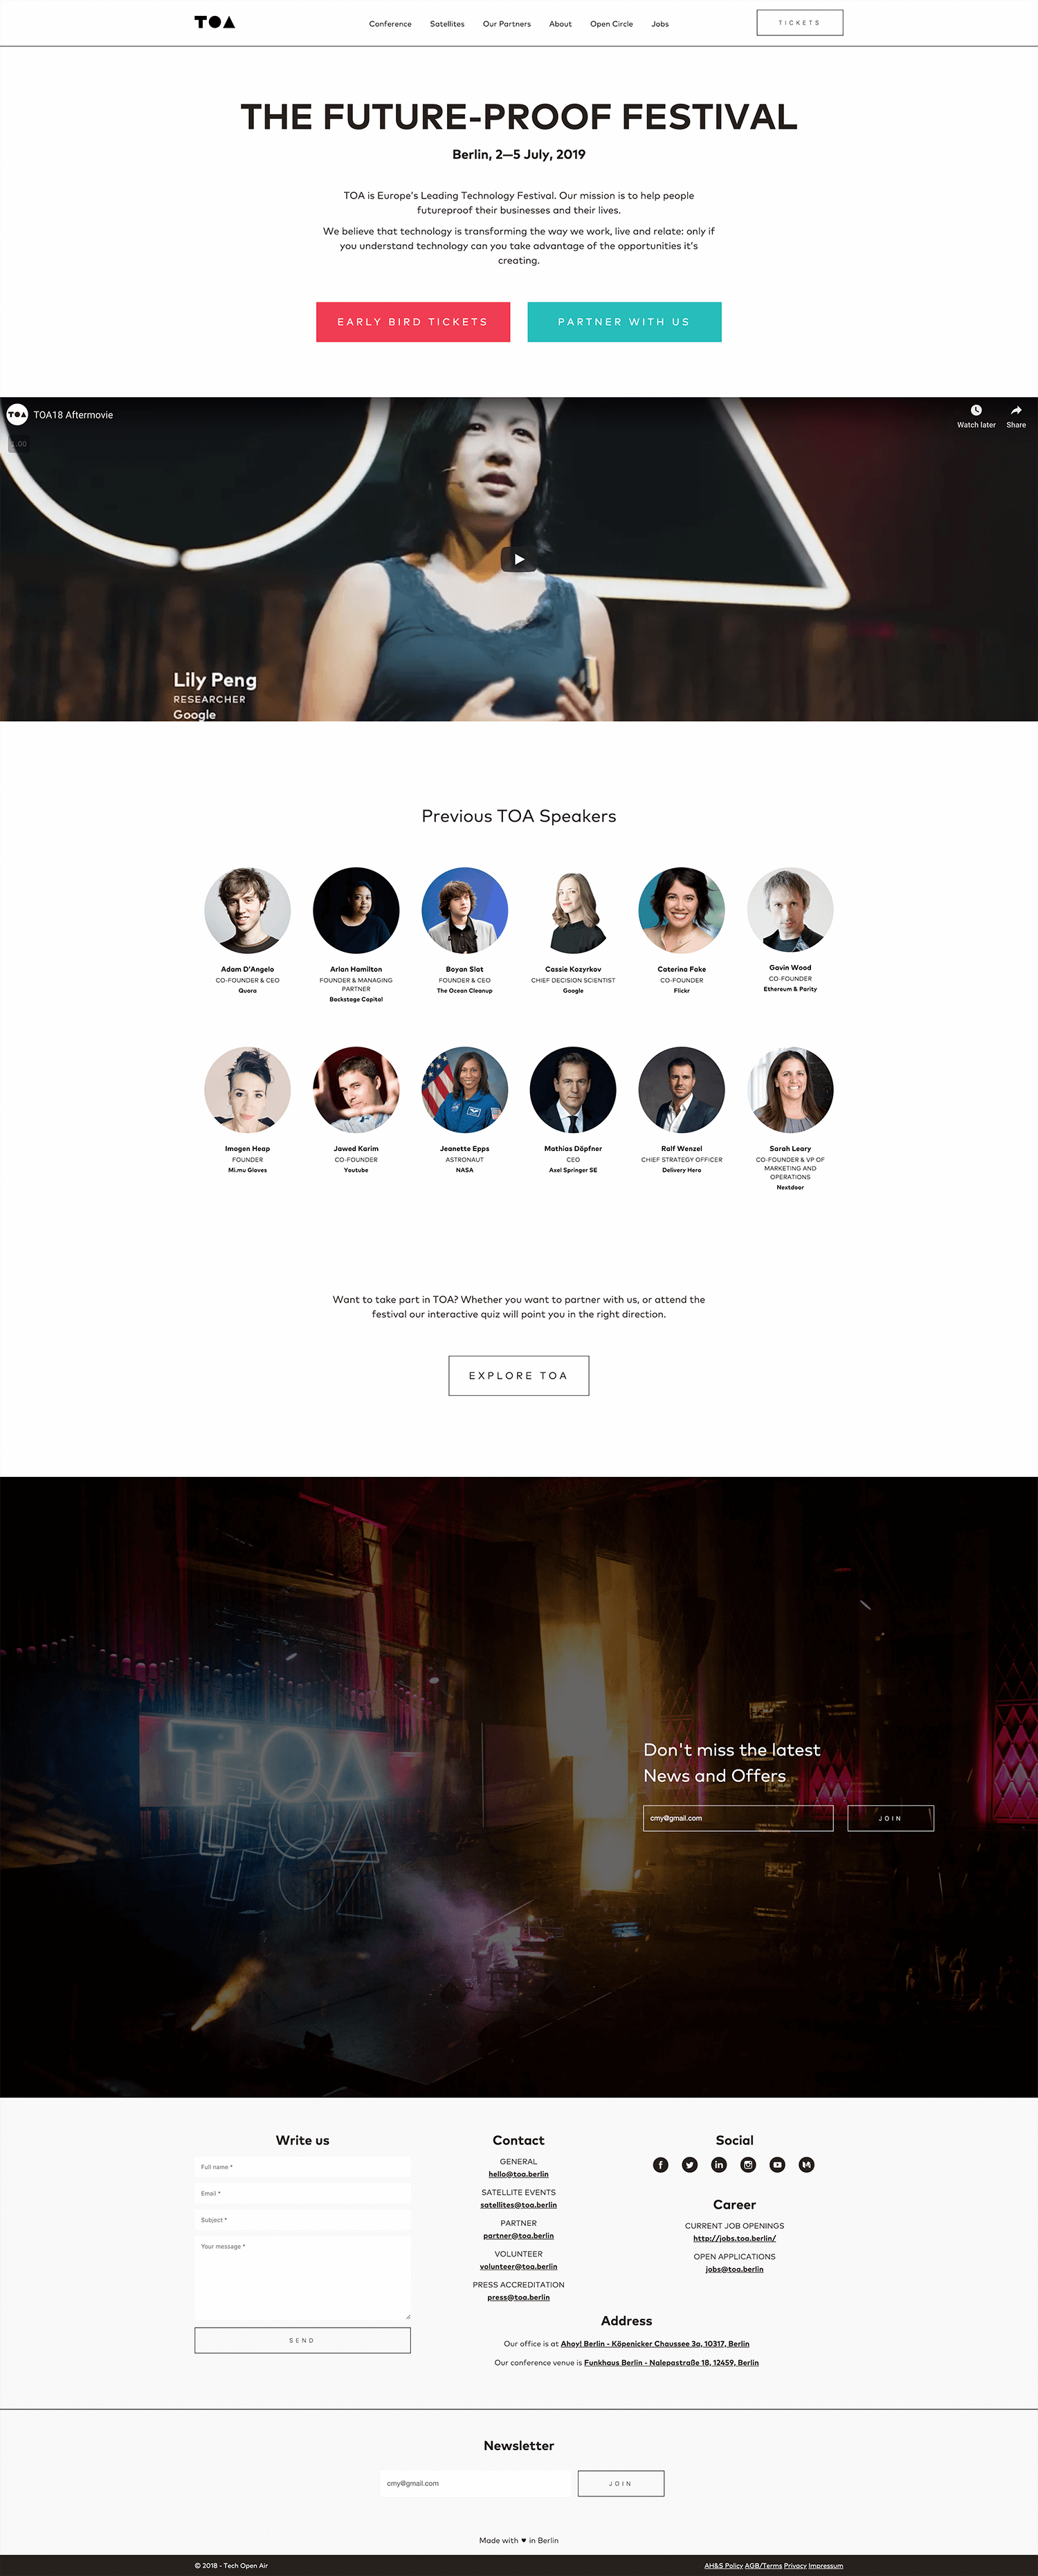 TOA
Conference
Satellites
Our Partners
About
Open Circle
Jobs
TICKETS
THE FUTURE-PROOF FESTIVAL
Berlin, 2—5 July, 2019
TOA is Europe's Leading Technology Festival. Our mission is to help people
futureproof their businesses and their lives.
We believe that technology is transforming the way we work, live and relate: only if
you understand technology can you take advantage of the opportunities it's
creating.
EARLY BIRD TICKETS
PARTNER WITH US
TOA
TOA18 Aftermovie
Watch later
Share
1.00
Lily Peng
RESEARCHER
Google
Previous TOA Speakers
Adam D'Angelo
CO-FOUNDER & CEO
Quora
Arlan Hamilton
FOUNDER & MANAGING
PARTNER
Backstage Capital
Boyan Slat
FOUNDER & CEO
The Ocean Cleanup
Cassie Kozyrkov
CHIEF DECISION SCIENTIST
Google
Caterina Fake
CO-FOUNDER
Flickr
Gavin Wood
CO-FOUNDER
Ethereum & Parity
Imogen Heap
FOUNDER
Mi.mu Gloves
Jawed Karim
CO-FOUNDER
Youtube
Jeanette Epps
ASTRONAUT
NASA
Mathias Döpfner
CEO
Axel Springer SE
Ralf Wenzel
CHIEF STRATEGY OFFICER
Delivery Hero
Sarah Leary
CO-FOUNDER & VP OF
MARKETING AND
OPERATIONS
Nextdoor
Want to take part in TOA? Whether you want to partner with us, or attend the
festival our interactive quiz will point you in the right direction.
EXPLORE TOA
TOA
TOA
Don't miss the latest
News and Offers
cmy@gmail.com
JOIN
Write us
Full name *
Email *
Subject *
Your message *
SEND
Contact
GENERAL
hello@toa.berlin
SATELLITE EVENTS
satellites@toa.berlin
PARTNER
partner@toa.berlin
VOLUNTEER
volunteer@toa.berlin
PRESS ACCREDITATION
press@toa.berlin
Social
Career
CURRENT JOB OPENINGS
http://jobs.toa.berlin/
OPEN APPLICATIONS
jobs@toa.berlin
Address
Our office is at Ahoy! Berlin - Köpenicker Chaussee 3a, 10317, Berlin
Our conference venue is Funkhaus Berlin - Nalepastraße 18, 12459, Berlin
Newsletter
cmy@gmail.com
JOIN
Made with ♥ in Berlin
© 2018 - Tech Open Air
AH&S Policy AGB/Terms Privacy Impressum